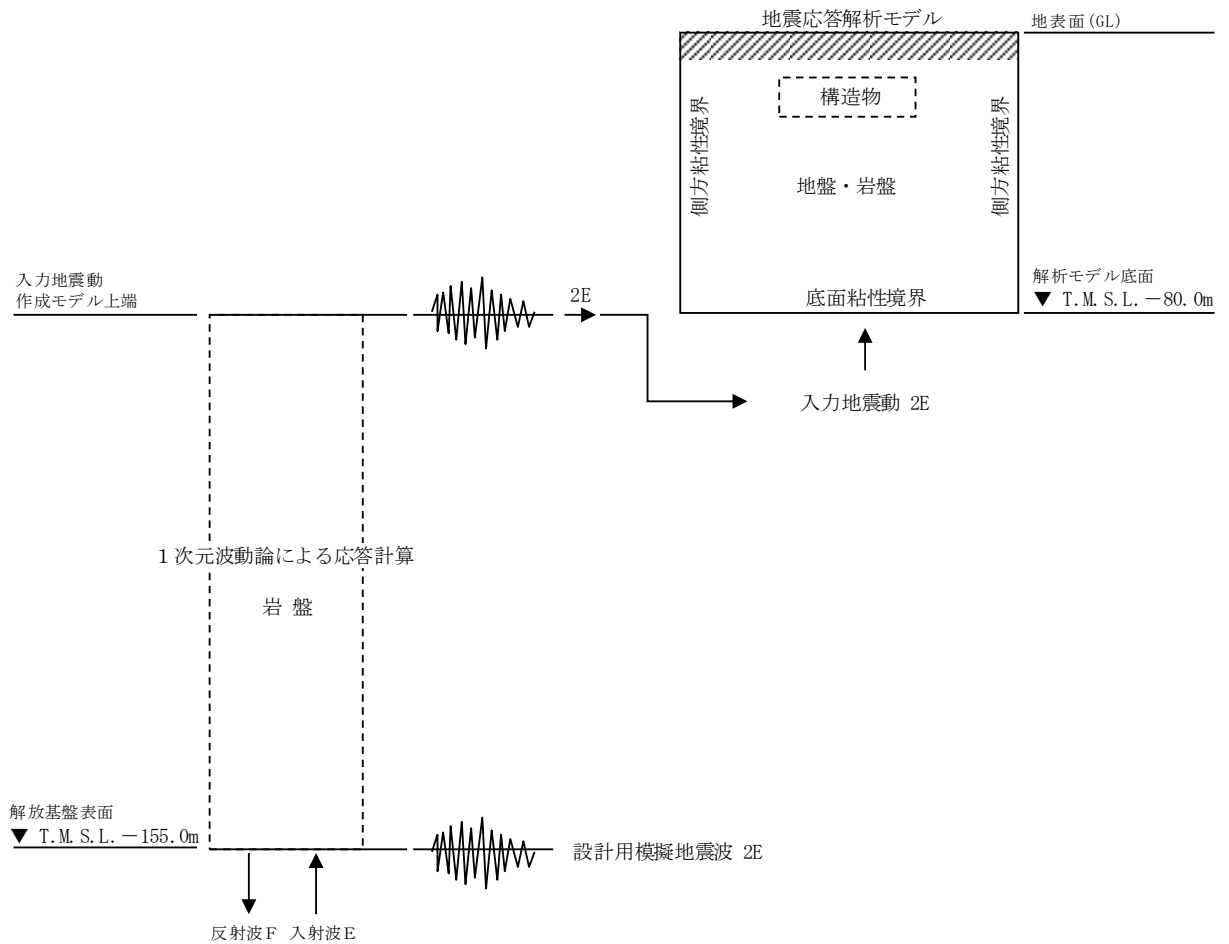 地震応答解析モデル
地表面(GL)
構造物
側方粘性境界
側方粘性境界
地盤・岩盤
入力地震動
作成モデル上端
2E
底面粘性境界
解析モデル底面
▼ T.M.S.L.－80.0m
入力地震動 2E
1次元波動論による応答計算
岩 盤
解放基盤表面
▼ T.M.S.L.－155.0m
設計用模擬地震波 2E
反射波F 入射波E